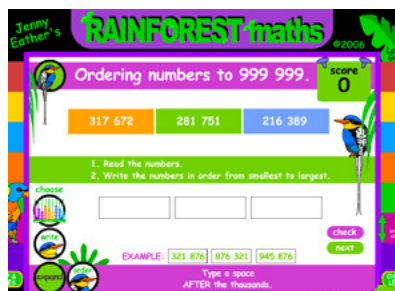 Jenny
Eather's
RAINFOREST maths
©2006
Ordering numbers to 999 999.
score
0
317 672
281 751
216 389
1. Read the numbers.
2. Write the numbers in order from smallest to largest.
choose
write
expand
order
check
next
EXAMPLE: 321 876 876 321 945 876
Type a space
AFTER the thousands.